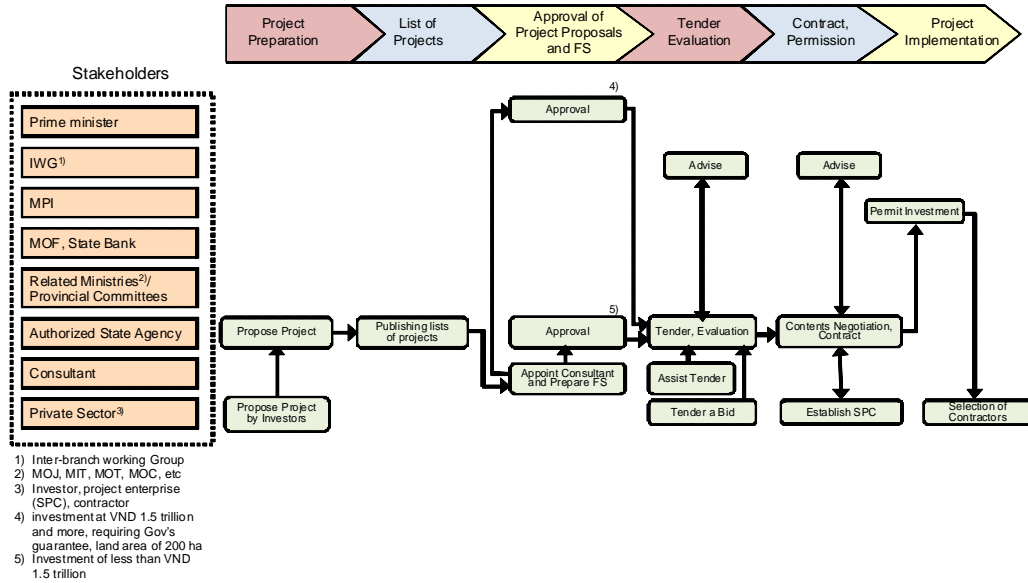 Project
Preparation
List of
Projects
Approval of
Project Proposals
and FS
Tender
Evaluation
Contract,
Permission
Project
Implementation
Stakeholders
Prime minister
IWG1)
MPI
MOF, State Bank
Related Ministries2)/
Provincial Committees
Authorized State Agency
Consultant
Private Sector3)
4)
Approval
Advise
Advise
Permit Investment
5)
Propose Project
Publishing lists
of projects
Approval
Tender, Evaluation
Contents Negotiation,
Contract
Appoint Consultant
and Prepare FS
Assist Tender
Propose Project
by Investors
Tender a Bid
Establish SPC
Selection of
Contractors
1) Inter-branch working Group
2) MOJ, MIT, MOT, MOC, etc
3) Investor, project enterprise
(SPC), contractor
4) investment at VND 1.5 trillion
and more, requiring Gov's
guarantee, land area of 200 ha
5) Investment of less than VND
1.5 trillion